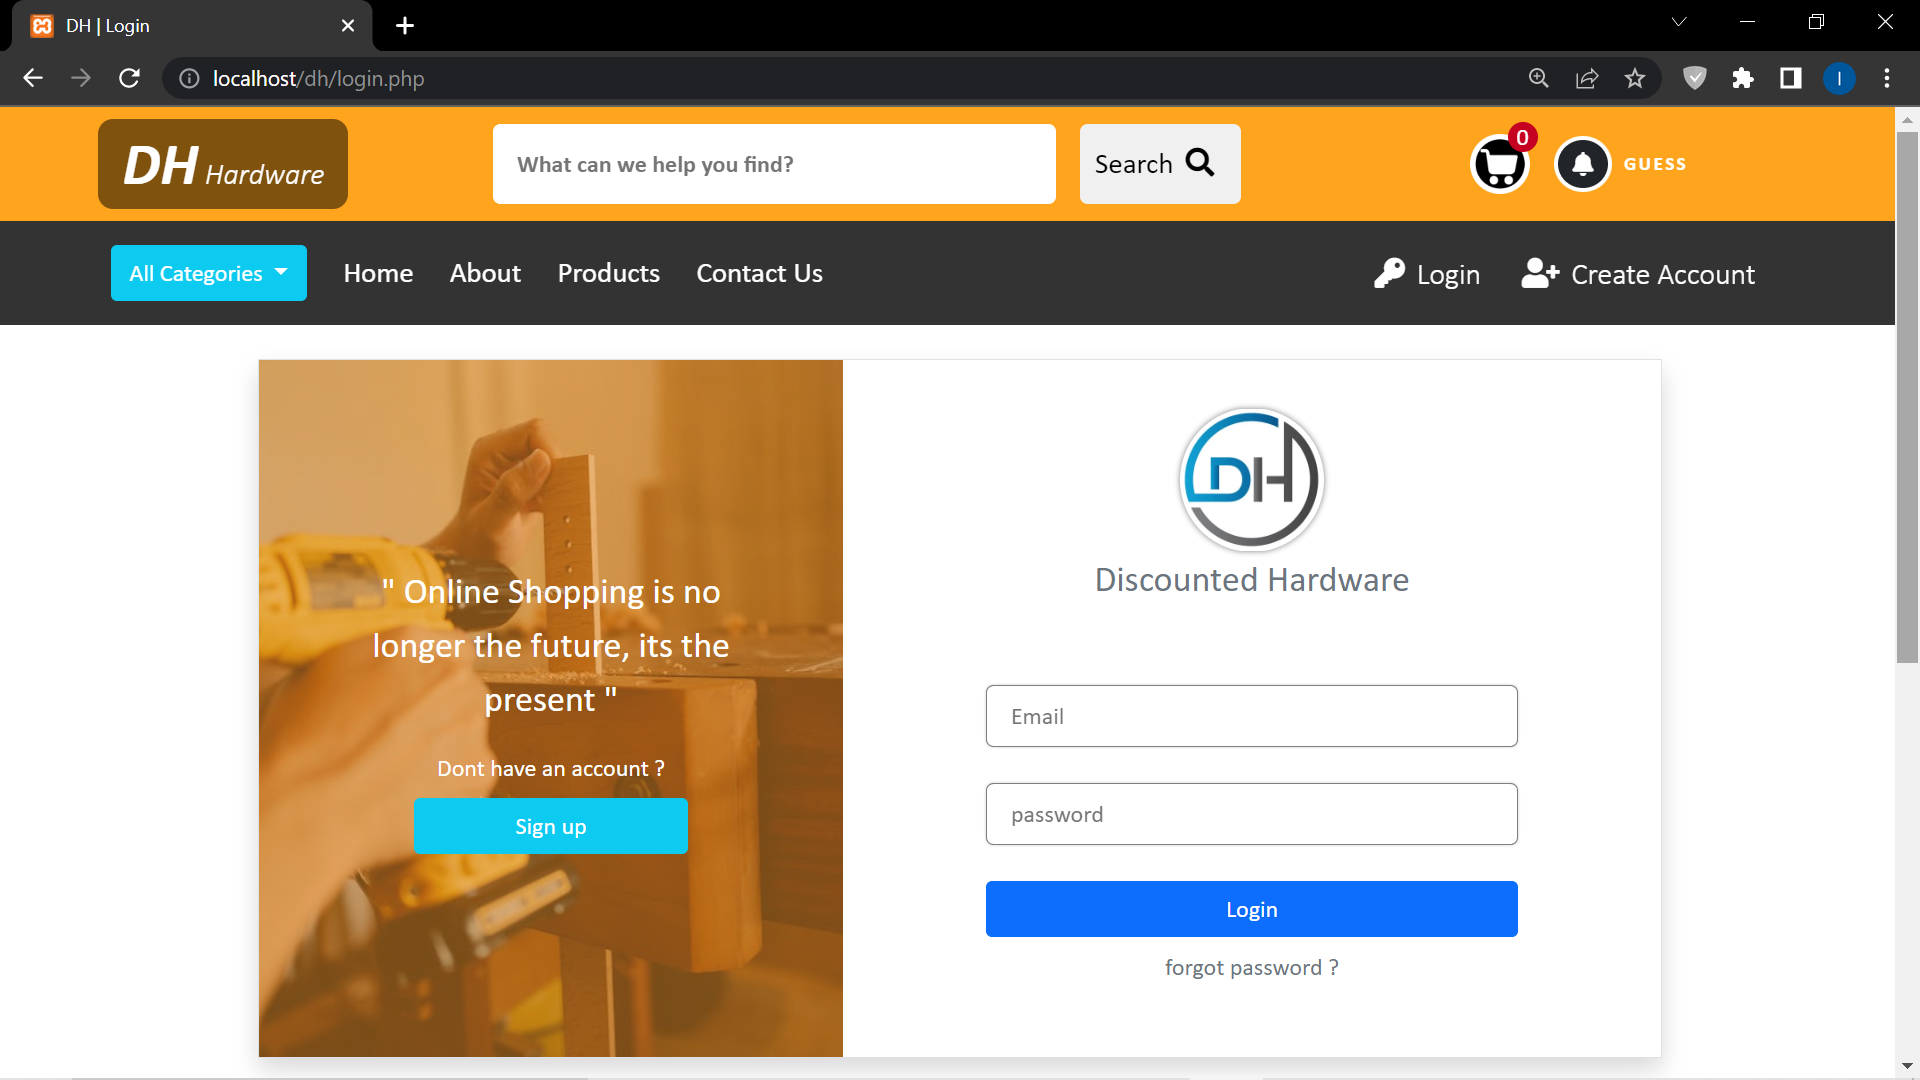 DH | Login
localhost/dh/login.php
I
DH Hardware
What can we help you find?
Search
0
GUESS
All Categories
Home
About
Products
Contact Us
Login
Create Account
" Online Shopping is no
longer the future, its the
present "
Dont have an account ?
Sign up
DH
Discounted Hardware
Email
password
Login
forgot password ?